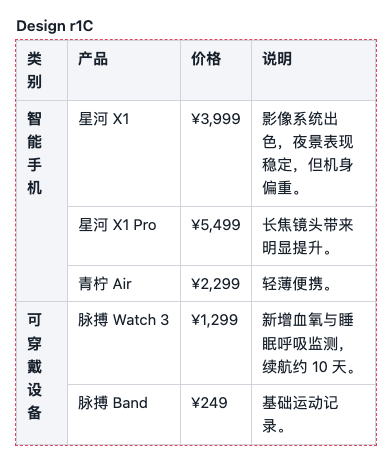 Design r1C
类
别
产品
价格
说明
智
能
手
机
星河 X1
¥3,999
影像系统出
色，夜景表现
稳定，但机身
偏重。
星河 X1 Pro
¥5,499
长焦镜头带来
明显提升。
青柠 Air
¥2,299
轻薄便携。
可
穿
戴
设
备
脉搏 Watch 3
¥1,299
新增血氧与睡
眠呼吸监测，
续航约 10 天。
脉搏 Band
¥249
基础运动记
录。